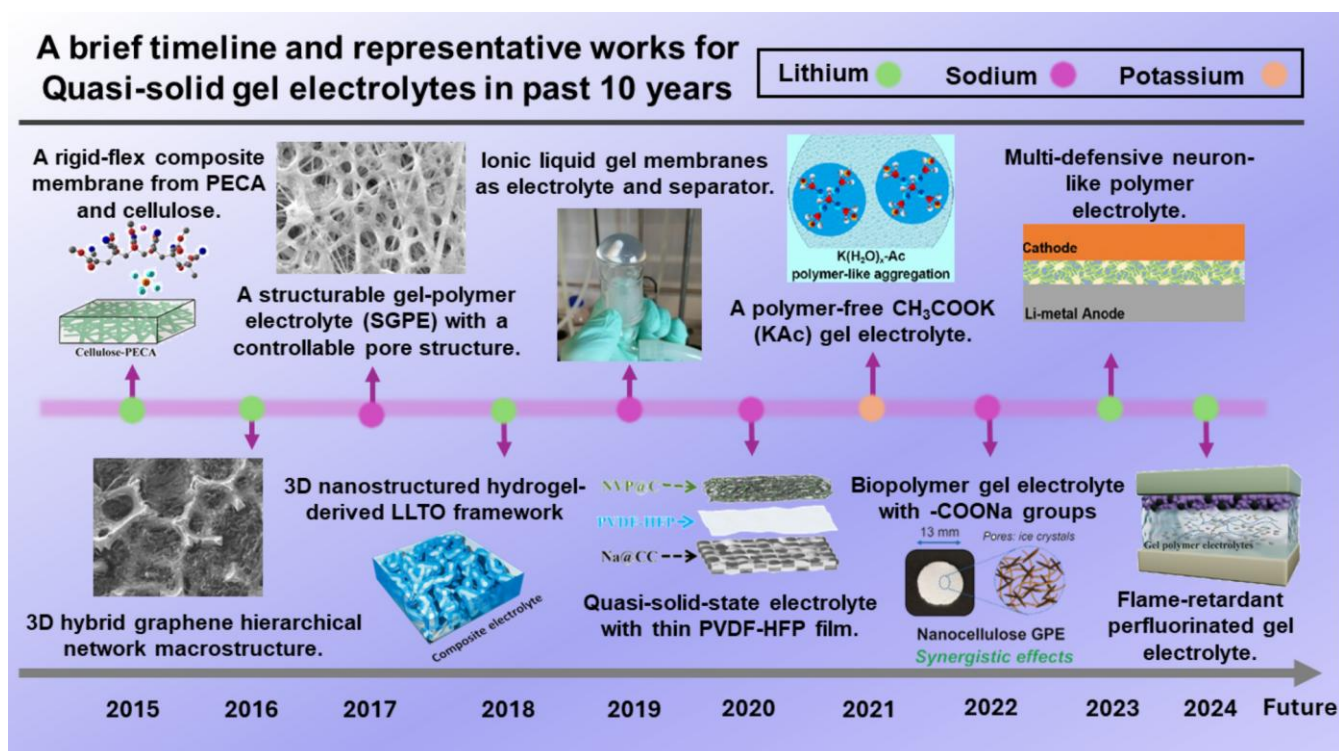 A brief timeline and representative works for
Quasi-solid gel electrolytes in past 10 years
Lithium
Sodium
Potassium
A rigid-flex composite
membrane from PECA
and cellulose.
Cellulose-PECA
A structurable gel-polymer
electrolyte (SGPE) with a
controllable pore structure.
Ionic liquid gel membranes
as electrolyte and separator.
K(H₂O)ₓ-Ac
polymer-like aggregation
A polymer-free CH₃COOK
(KAc) gel electrolyte.
Multi-defensive neuron-
like polymer
electrolyte.
Cathode
Li-metal Anode
3D hybrid graphene hierarchical
network macrostructure.
3D nanostructured hydrogel-
derived LLTO framework
Composite electrolyte
NVP@C
PVDF-HFP
Na@CC
Quasi-solid-state electrolyte
with thin PVDF-HFP film.
Biopolymer gel electrolyte
with -COONa groups
13 mm
Pores: ice crystals
Nanocellulose GPE
Synergistic effects
Gel polymer electrolytes
Flame-retardant
perfluorinated gel
electrolyte.
2015 2016 2017 2018 2019 2020 2021 2022 2023 2024 Future